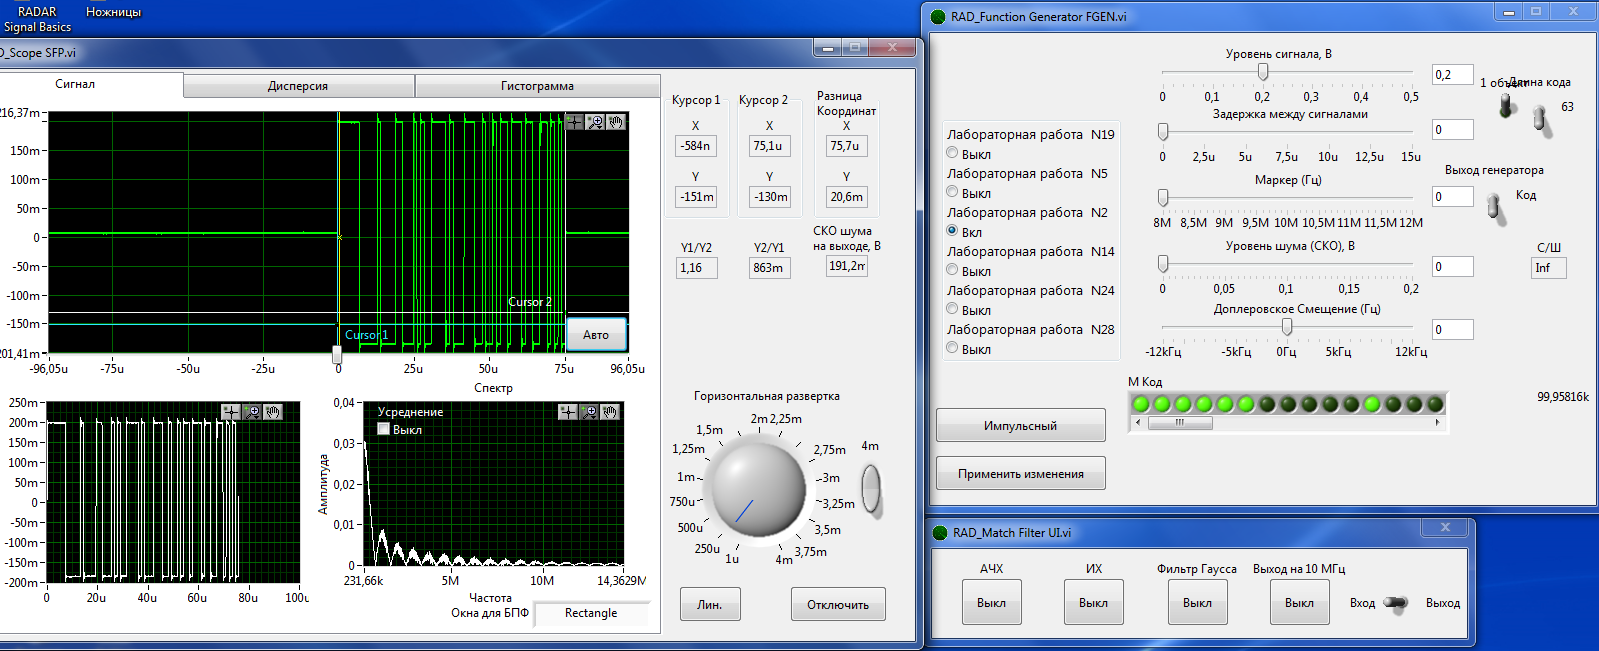 RADAR
Signal Basics
Ножницы
D_Scope SFP.vi
Сигнал
Дисперсия
Гистограмма
216,37m
150m
100m
50m
0
-50m
-100m
-150m
201,41m
Cursor 2
Cursor 1
Авто
-96,05u
-75u
-50u
-25u
0
25u
50u
75u
96,05u
Курсор 1
X
-584n
Y
-151m
Курсор 2
X
75,1u
Y
-130m
Разница
Координат
X
75,7u
Y
20,6m
Y1/Y2
1,16
Y2/Y1
863m
СКО шума
на выходе, В
191,2m
250m
200m
150m
100m
50m
0
-50m
-100m
-150m
-200m
0
20u
40u
60u
80u
100u
Спектр
Усреднение
Выкл
Амплитуда
0,04
0,03
0,02
0,01
0
231,66k
5M
10M
14,3629M
Частота
Окна для БПФ
Rectangle
Горизонтальная развертка
1u
250u
500u
750u
1m
1,25m
1,5m
2m
2,25m
2,75m
3m
3,25m
3,5m
3,75m
4m
4m
Лин.
Отключить
RAD_Function Generator FGEN.vi
Лабораторная работа N19
Выкл
Лабораторная работа N5
Выкл
Лабораторная работа N2
Вкл
Лабораторная работа N14
Выкл
Лабораторная работа N24
Выкл
Лабораторная работа N28
Выкл
Импульсный
Применить изменения
Уровень сигнала, В
0 0,1 0,2 0,3 0,4 0,5
0,2
Задержка между сигналами
0 2,5u 5u 7,5u 10u 12,5u 15u
0
Маркер (Гц)
8M 8,5M 9M 9,5M 10M 10,5M 11M 11,5M 12M
0
Уровень шума (СКО), В
0 0,05 0,1 0,15 0,2
0
Доплеровское Смещение (Гц)
-12kГц -5kГц 0Гц 5kГц 12kГц
0
1 объект
Длина кода
63
Выход генератора
Код
С/Ш
Inf
М Код
99,95816k
RAD_Match Filter UI.vi
АЧХ
Выкл
ИХ
Выкл
Фильтр Гаусса
Выкл
Выход на 10 МГц
Выкл
Вход
Выход